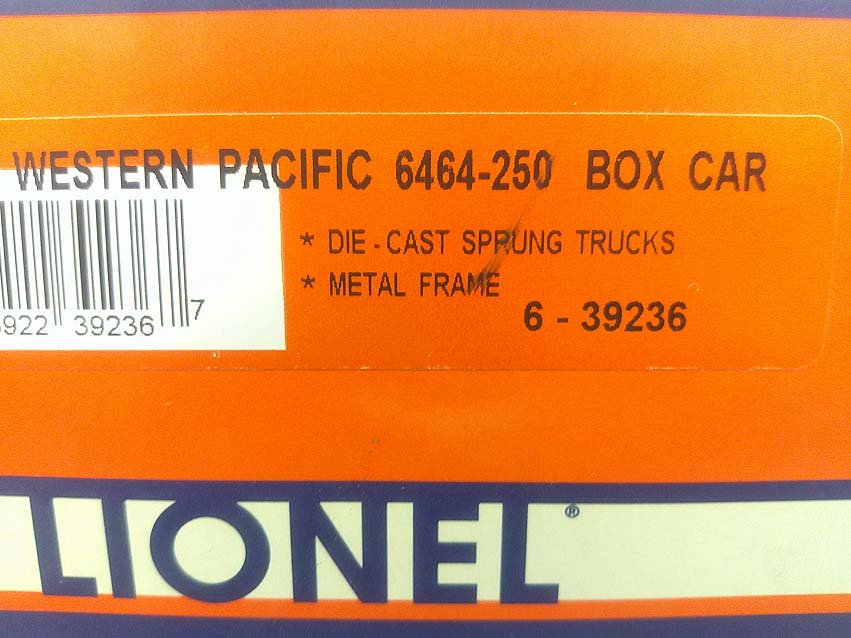 WESTERN PACIFIC 6464-250 BOX CAR
* DIE-CAST SPRUNG TRUCKS
* METAL FRAME
6 - 39236
922 39236 7
LIONEL®